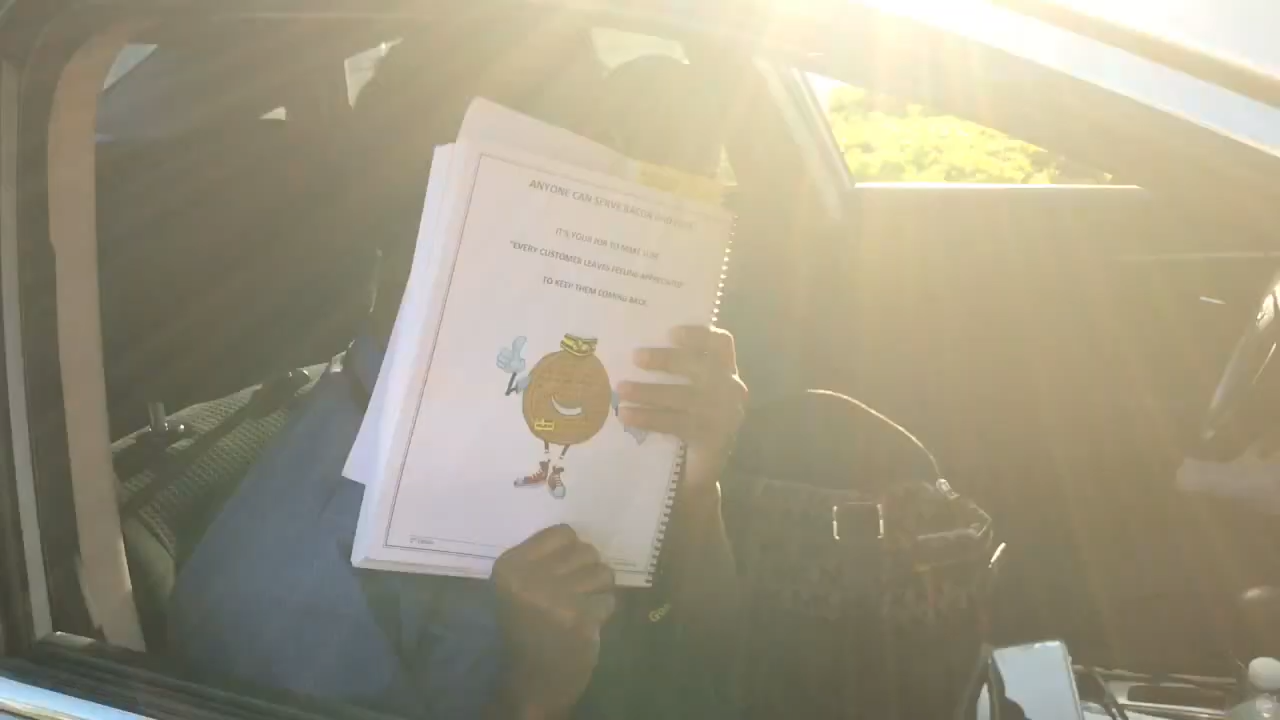 ANYONE CAN SERVE BACON AND EGGS
IT'S YOUR JOB TO MAKE SURE
"EVERY CUSTOMER LEAVES FEELING APPRECIATED"
TO KEEP THEM COMING BACK.